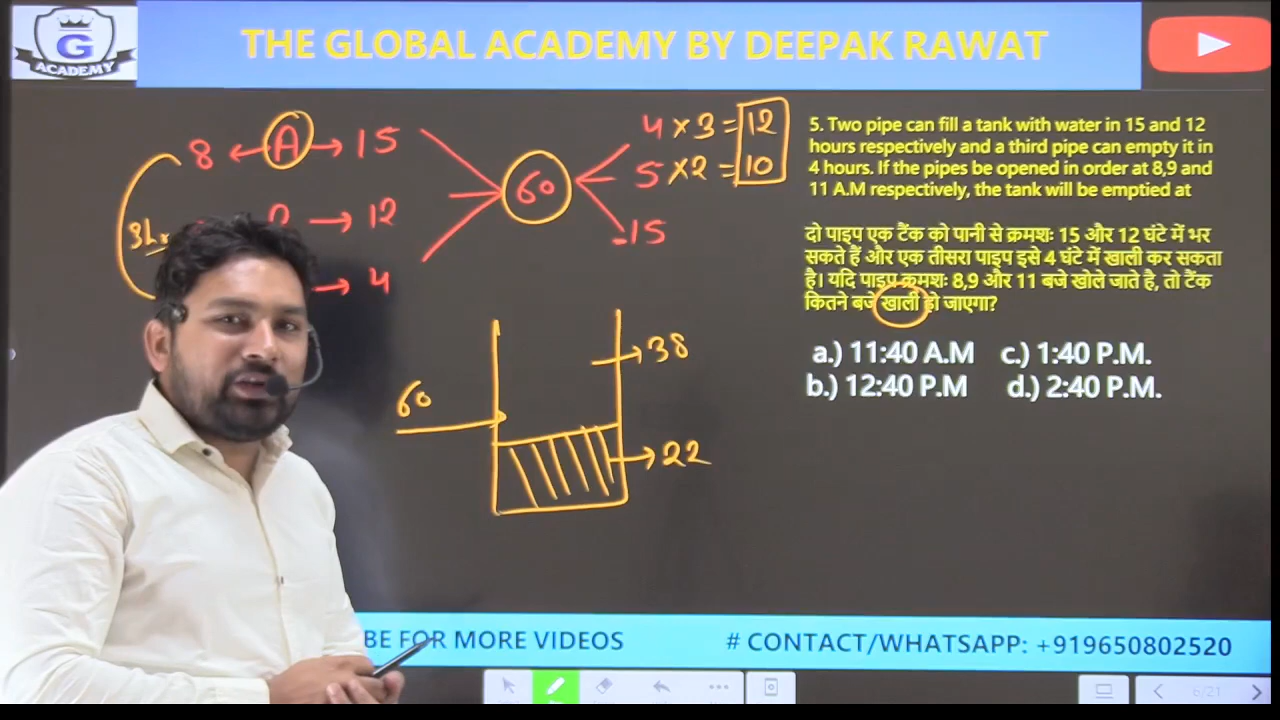 G
ACADEMY
THE GLOBAL ACADEMY BY DEEPAK RAWAT
8 ← A → 15
→ 12
3hr
→ 4
60
4 × 3 = 12
5 × 2 = 10
-15
60
38
22
5. Two pipe can fill a tank with water in 15 and 12
hours respectively and a third pipe can empty it in
4 hours. If the pipes be opened in order at 8,9 and
11 A.M respectively, the tank will be emptied at
दो पाइप एक टैंक को पानी से क्रमशः 15 और 12 घंटे में भर
सकते हैं और एक तीसरा पाइप इसे 4 घंटे में खाली कर सकता
है। यदि पाइप क्रमशः 8,9 और 11 बजे खोले जाते है, तो टैंक
कितने बजे खाली हो जाएगा?
a.) 11:40 A.M c.) 1:40 P.M.
b.) 12:40 P.M d.) 2:40 P.M.
BE FOR MORE VIDEOS # CONTACT/WHATSAPP: +919650802520
6/21